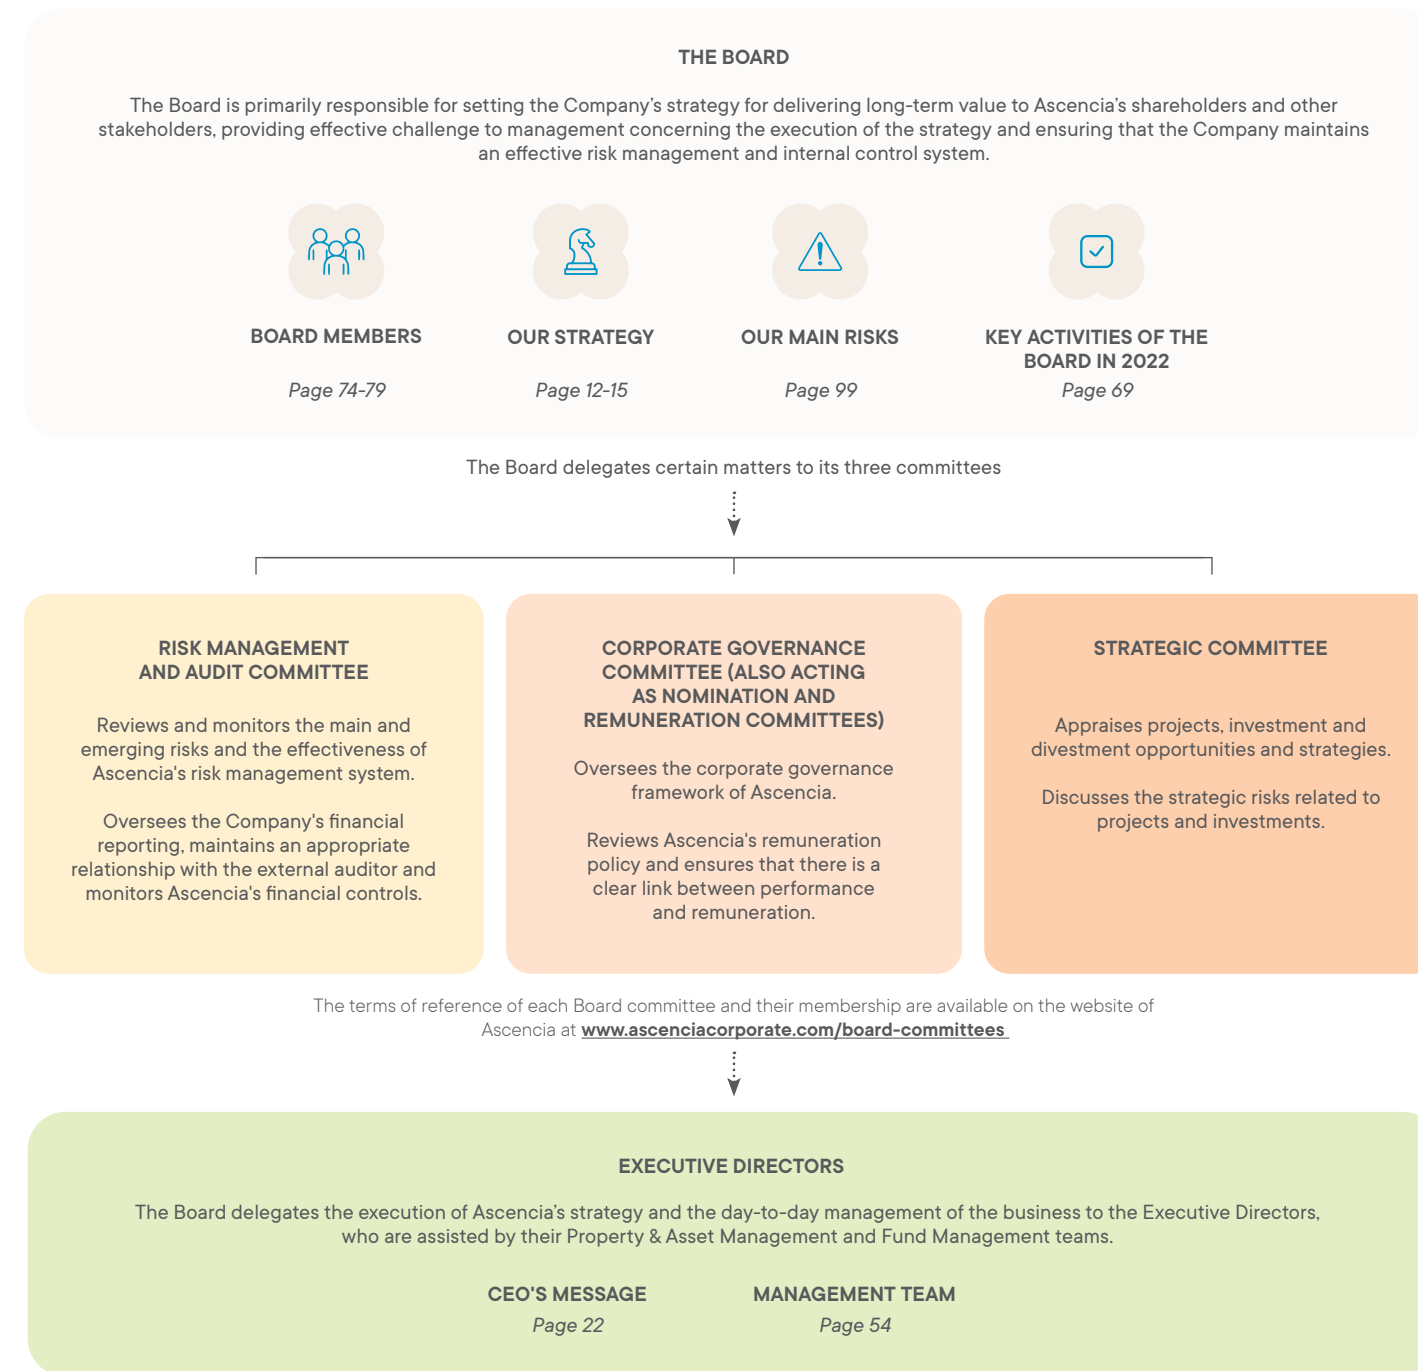 THE BOARD
The Board is primarily responsible for setting the Company’s strategy for delivering long-term value to Ascencia’s shareholders and other
stakeholders, providing effective challenge to management concerning the execution of the strategy and ensuring that the Company maintains
an effective risk management and internal control system.
BOARD MEMBERS
Page 74-79
OUR STRATEGY
Page 12-15
OUR MAIN RISKS
Page 99
KEY ACTIVITIES OF THE
BOARD IN 2022
Page 69
The Board delegates certain matters to its three committees
RISK MANAGEMENT
AND AUDIT COMMITTEE
Reviews and monitors the main and
emerging risks and the effectiveness of
Ascencia's risk management system.
Oversees the Company's financial
reporting, maintains an appropriate
relationship with the external auditor and
monitors Ascencia's financial controls.
CORPORATE GOVERNANCE
COMMITTEE (ALSO ACTING
AS NOMINATION AND
REMUNERATION COMMITTEES)
Oversees the corporate governance
framework of Ascencia.
Reviews Ascencia's remuneration
policy and ensures that there is a
clear link between performance
and remuneration.
STRATEGIC COMMITTEE
Appraises projects, investment and
divestment opportunities and strategies.
Discusses the strategic risks related to
projects and investments.
The terms of reference of each Board committee and their membership are available on the website of
Ascencia at www.ascenciacorporate.com/board-committees
EXECUTIVE DIRECTORS
The Board delegates the execution of Ascencia’s strategy and the day-to-day management of the business to the Executive Directors,
who are assisted by their Property & Asset Management and Fund Management teams.
CEO'S MESSAGE
Page 22
MANAGEMENT TEAM
Page 54